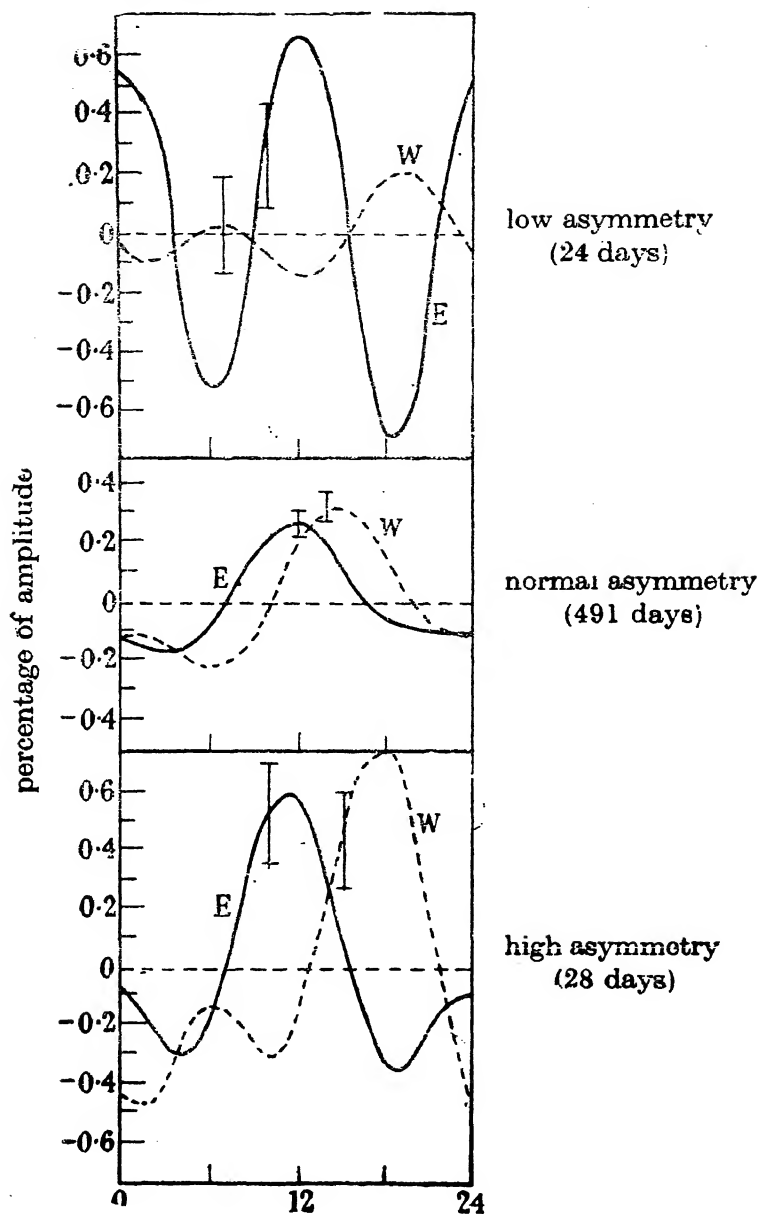 0·6
0·4
0·2
0
−0·2
−0·4
−0·6
W
E
low asymmetry
(24 days)
percentage of amplitude
0·4
0·2
0
−0·2
−0·4
E
W
normal asymmetry
(491 days)
0·6
0·4
0·2
0
−0·2
−0·4
−0·6
E
W
high asymmetry
(28 days)
0
12
24